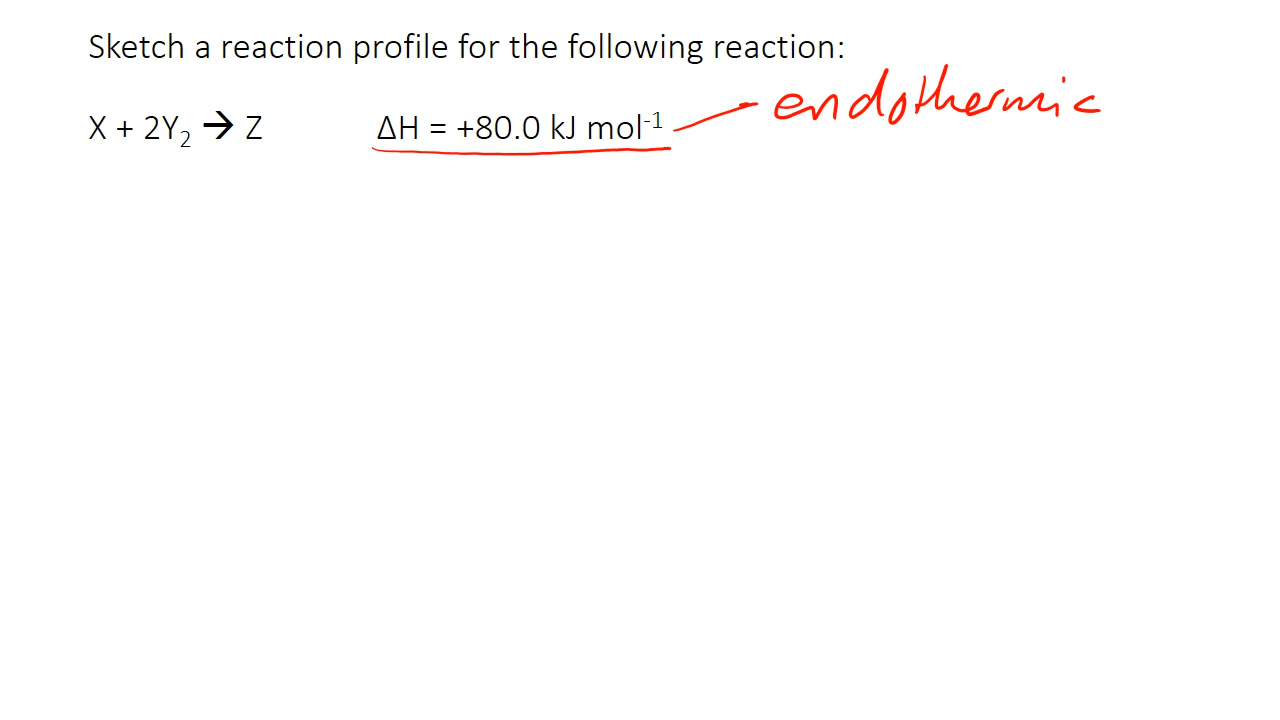 Sketch a reaction profile for the following reaction:
X + 2Y₂ → Z ΔH = +80.0 kJ mol⁻¹ endothermic